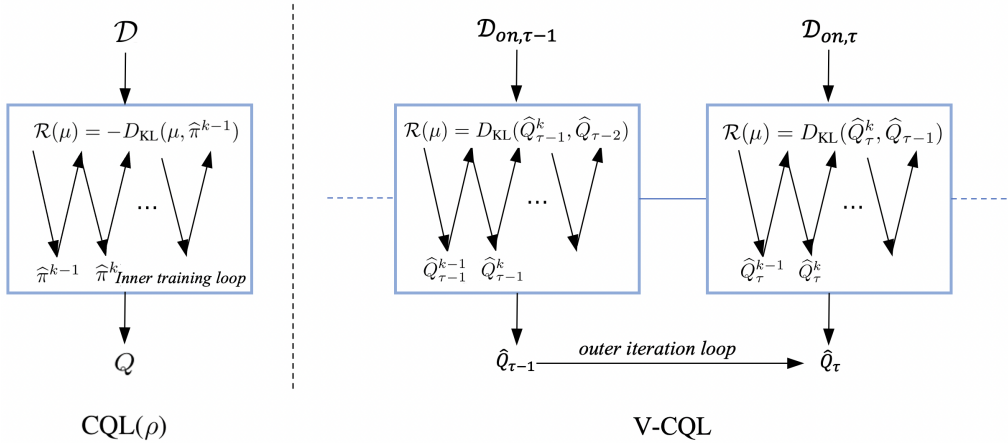 𝒟
ℛ(μ) = −D_KL(μ, π̂^{k−1})
...
π̂^{k−1} π̂^k Inner training loop
Q
CQL(ρ)
𝒟_{on,τ−1}
ℛ(μ) = D_KL(Q̂^k_{τ−1}, Q̂_{τ−2})
...
Q̂^{k−1}_{τ−1} Q̂^k_{τ−1}
Q̂_{τ−1}
outer iteration loop
𝒟_{on,τ}
ℛ(μ) = D_KL(Q̂^k_τ, Q̂_{τ−1})
...
Q̂^{k−1}_τ Q̂^k_τ
Q̂_τ
V-CQL